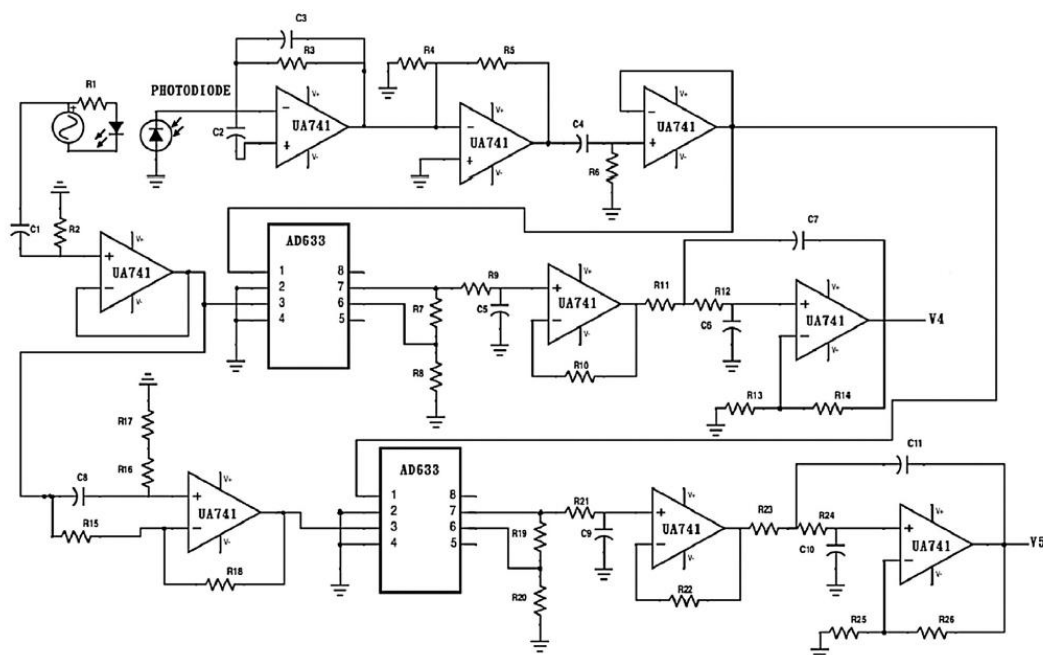 C3
R3
R4
R5
R1
PHOTODIODE
+
V+
-
UA741
+
V-
C2
V+
-
UA741
+
V-
C4
R6
V+
-
UA741
+
V-
C1
R2
V+
+
UA741
-
V-
AD633
1 8
2 7
3 6
4 5
R7
R8
R9
C5
V+
+
UA741
-
V-
R10
R11
R12
C6
C7
V+
+
UA741
-
V-
V4
R13
R14
R17
R16
C8
R15
V+
+
UA741
-
V-
R18
AD633
1 8
2 7
3 6
4 5
R19
R20
R21
C9
V+
+
UA741
-
V-
R22
R23
R24
C10
C11
V+
+
UA741
-
V-
V5
R25
R26